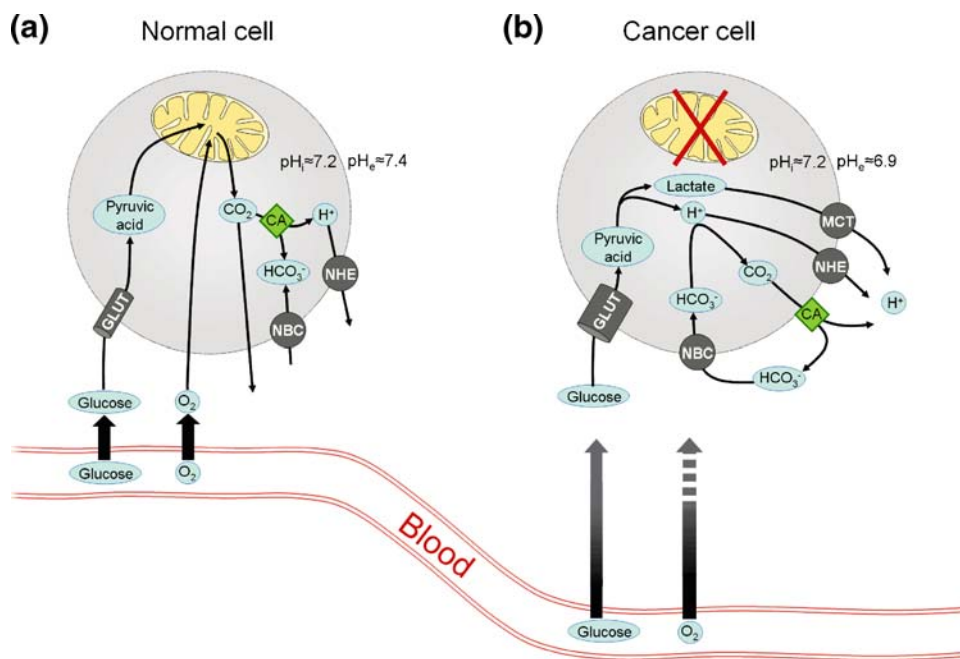 (a) Normal cell
pHᵢ≈7.2 pHₑ≈7.4
Pyruvic
acid
CO₂
CA
H⁺
HCO₃⁻
NHE
GLUT
NBC
Glucose
O₂
Glucose
O₂
(b) Cancer cell
pHᵢ≈7.2 pHₑ≈6.9
Lactate
H⁺
MCT
Pyruvic
acid
CO₂
NHE
H⁺
GLUT
HCO₃⁻
CA
NBC
HCO₃⁻
Glucose
Blood
Glucose
O₂